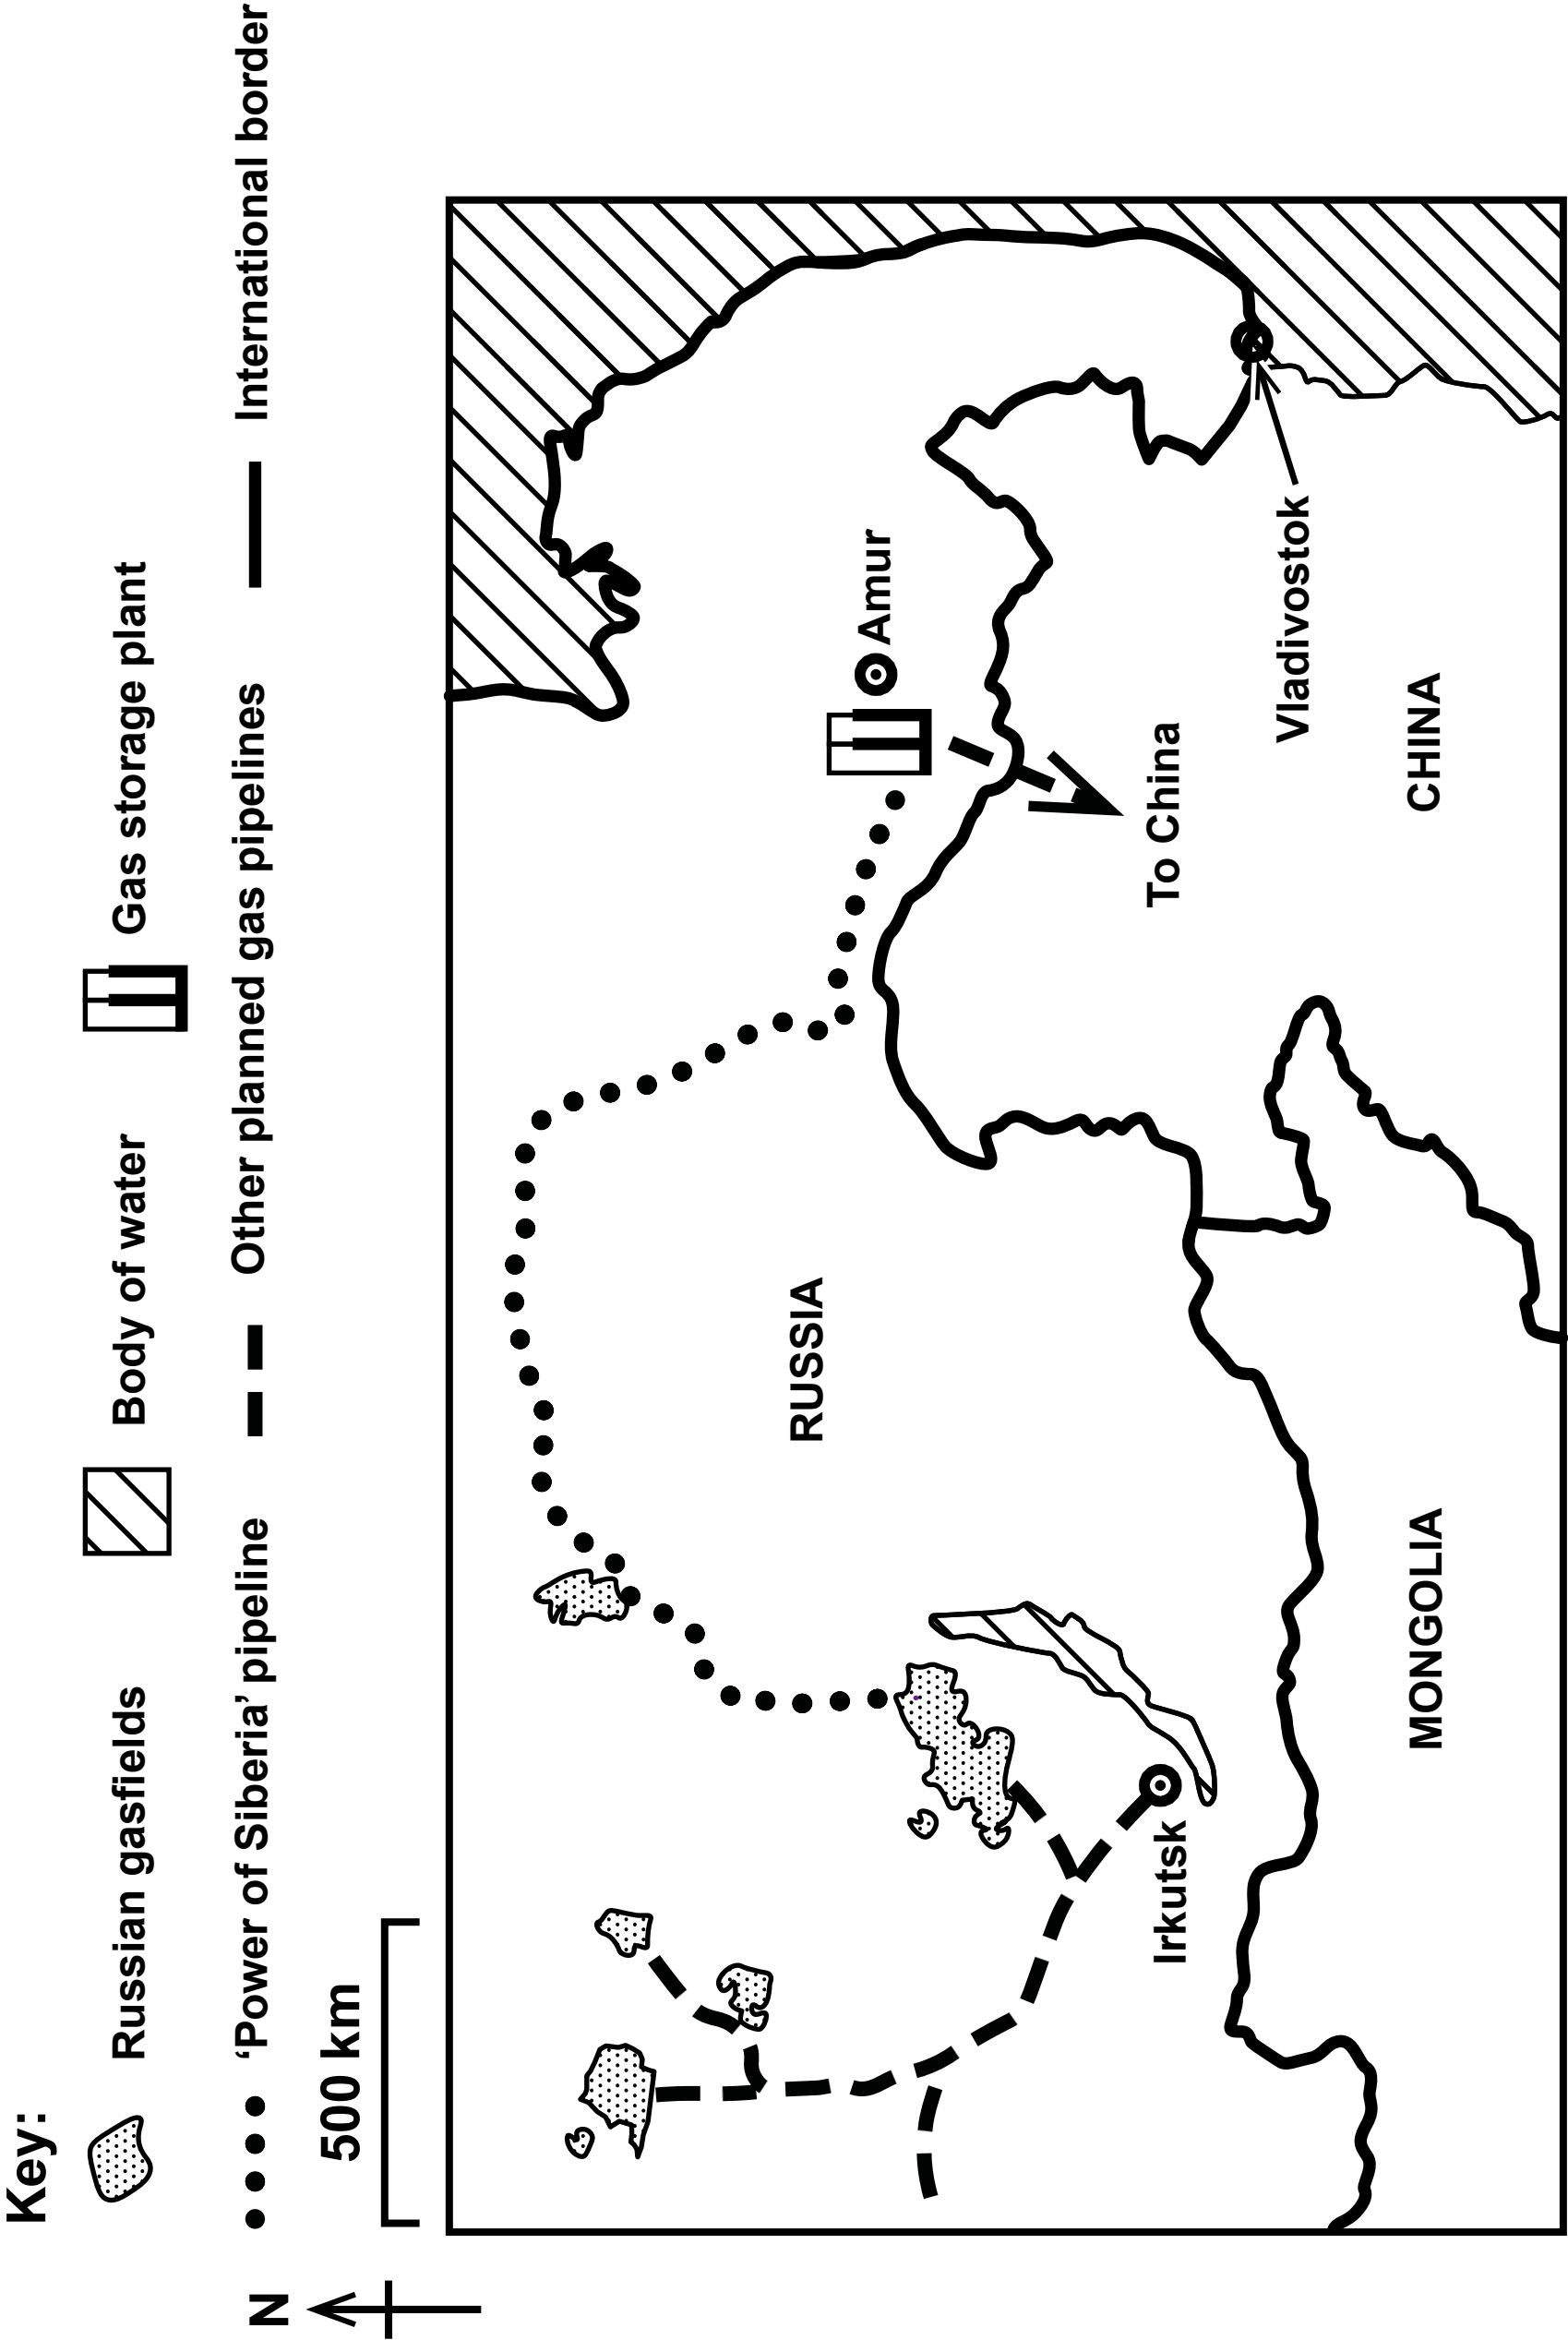 Key:
Russian gasfields
Body of water
Gas storage plant
‘Power of Siberia’ pipeline
Other planned gas pipelines
International border
N
500 km
RUSSIA
Amur
To China
Irkutsk
Vladivostok
MONGOLIA
CHINA